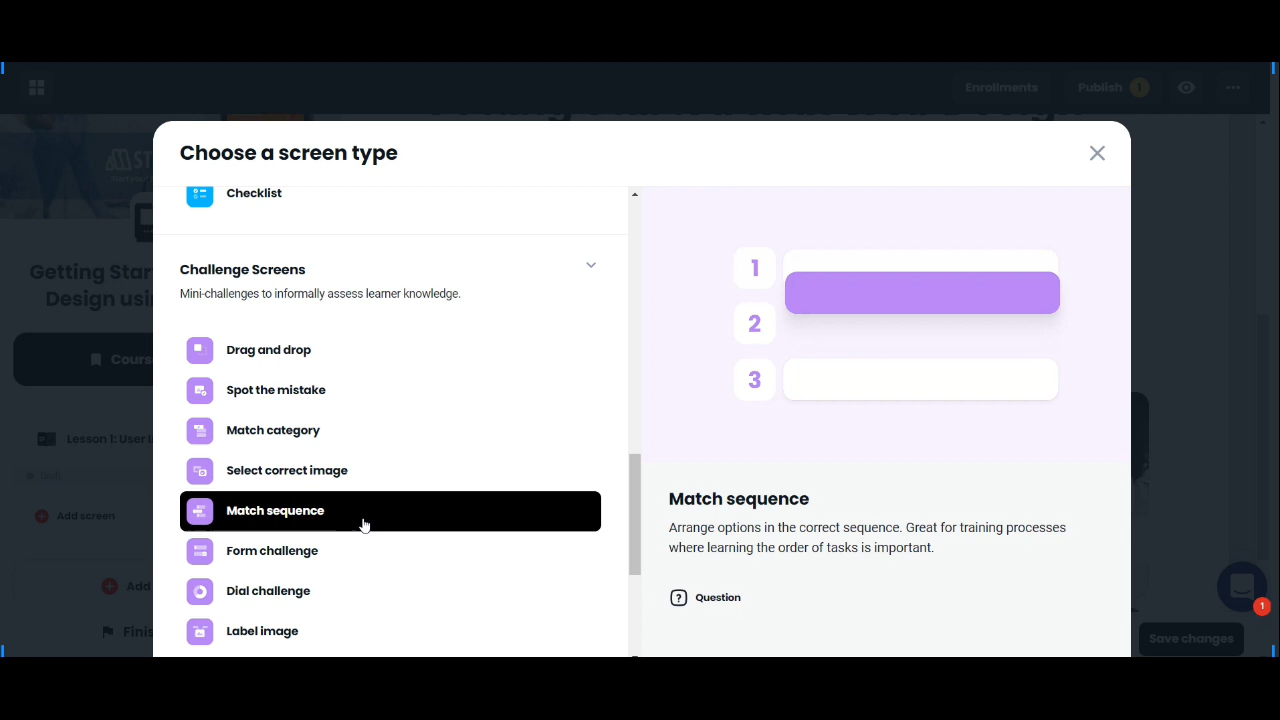 Enrollments
Publish 1
Choose a screen type
Checklist
Challenge Screens
Mini-challenges to informally assess learner knowledge.
Drag and drop
Spot the mistake
Match category
Select correct image
Match sequence
Form challenge
Dial challenge
Label image
1
2
3
Match sequence
Arrange options in the correct sequence. Great for training processes
where learning the order of tasks is important.
? Question
Getting Star
Design usi
Cours
Lesson 1: User I
Add screen
Add
Finis
1
Save changes